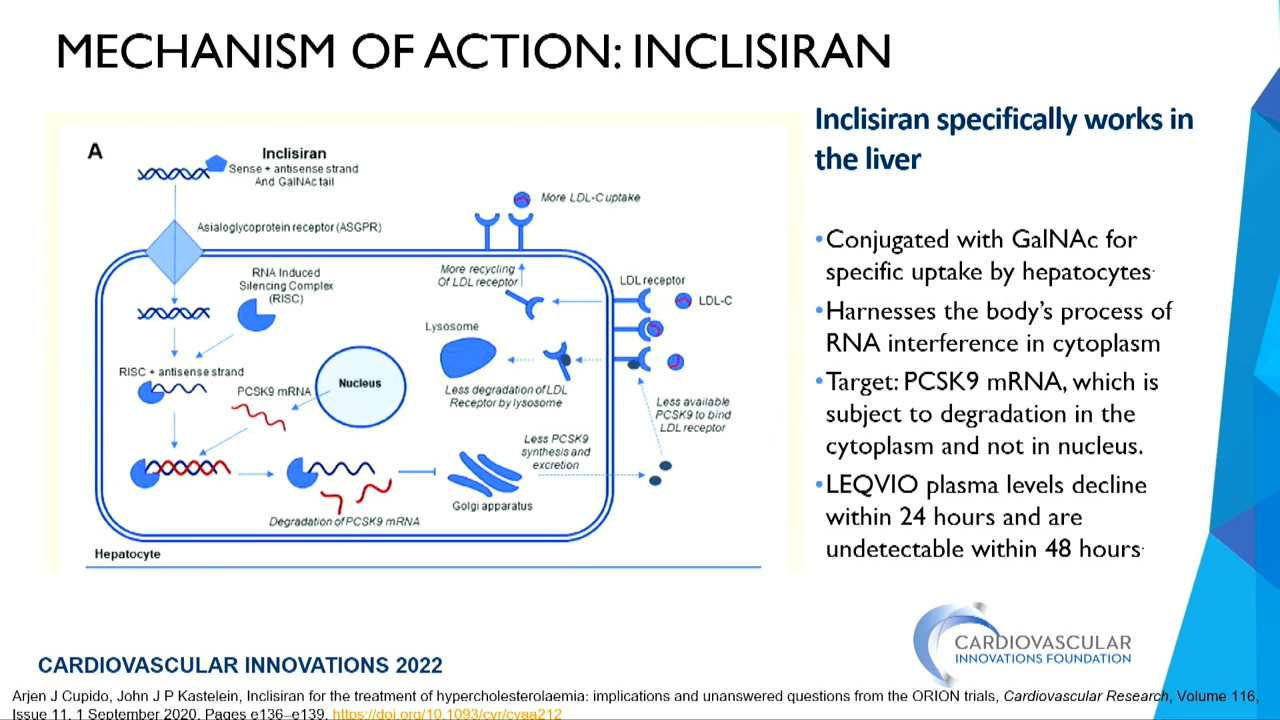 MECHANISM OF ACTION: INCLISIRAN
A
Inclisiran
Sense + antisense strand
And GalNAc tail
Asialoglycoprotein receptor (ASGPR)
More LDL-C uptake
RNA Induced
Silencing Complex
(RISC)
More recycling
Of LDL receptor
LDL receptor
LDL-C
Lysosome
RISC + antisense strand
PCSK9 mRNA
Nucleus
Less degradation of LDL
Receptor by lysosome
Less available
PCSK9 to bind
LDL receptor
Less PCSK9
synthesis and
excretion
Golgi apparatus
Degradation of PCSK9 mRNA
Hepatocyte
Inclisiran specifically works in
the liver
•Conjugated with GalNAc for
specific uptake by hepatocytes.
•Harnesses the body's process of
RNA interference in cytoplasm
•Target: PCSK9 mRNA, which is
subject to degradation in the
cytoplasm and not in nucleus.
•LEQVIO plasma levels decline
within 24 hours and are
undetectable within 48 hours.
CARDIOVASCULAR
INNOVATIONS FOUNDATION
CARDIOVASCULAR INNOVATIONS 2022
Arjen J Cupido, John J P Kastelein, Inclisiran for the treatment of hypercholesterolaemia: implications and unanswered questions from the ORION trials, Cardiovascular Research, Volume 116,
Issue 11, 1 September 2020, Pages e136–e139, https://doi.org/10.1093/cvr/cvaa212